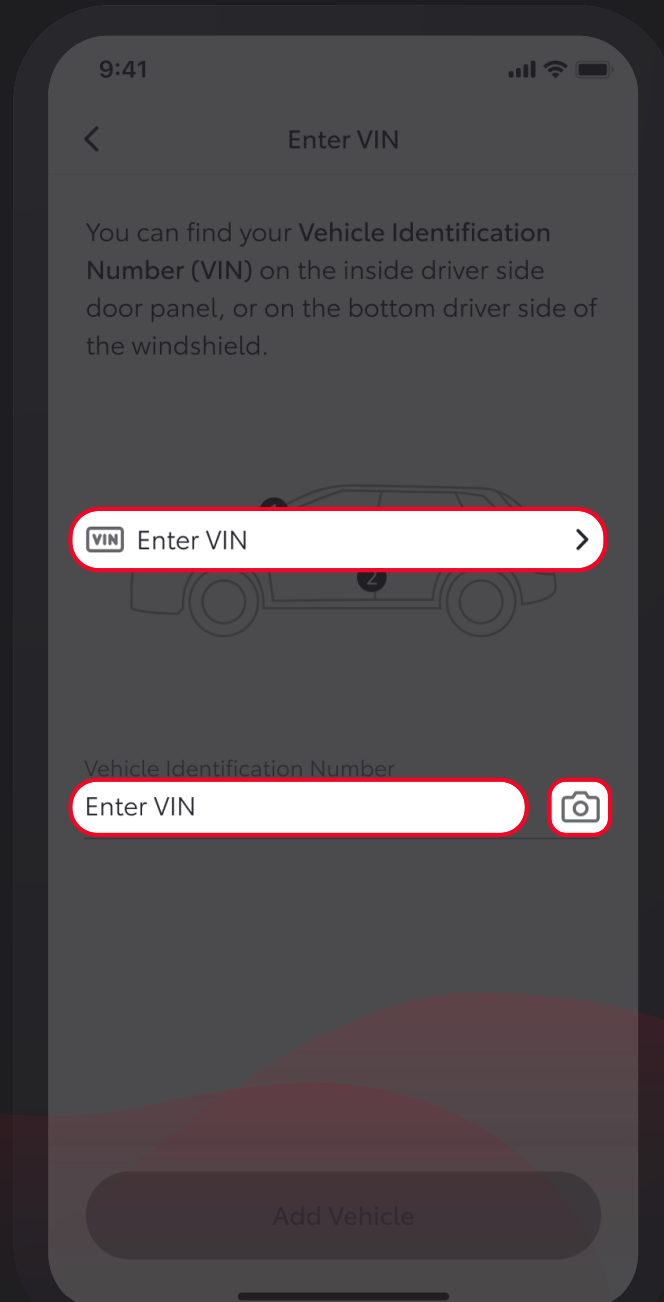 9:41
Enter VIN
You can find your Vehicle Identification
Number (VIN) on the inside driver side
door panel, or on the bottom driver side of
the windshield.
VIN Enter VIN
2
Vehicle Identification Number
Enter VIN
Add Vehicle